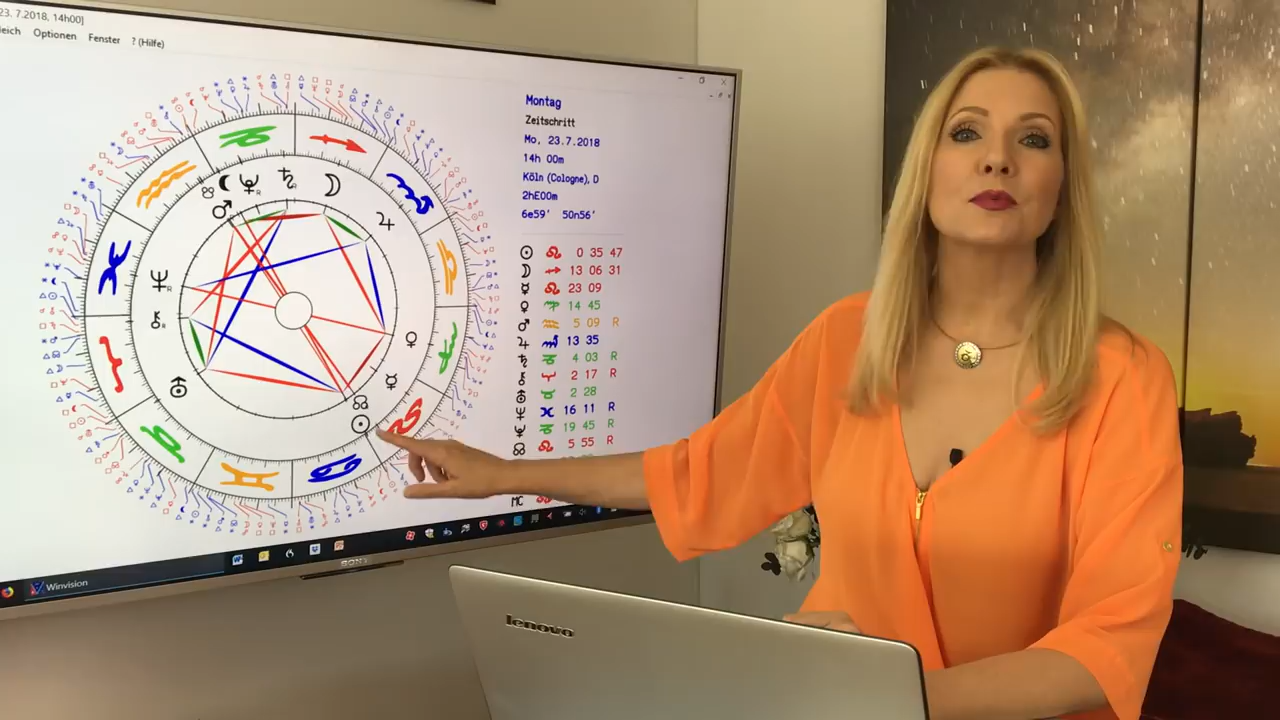 23. 7.2018, 14h00]
leich Optionen Fenster ? (Hilfe)
Montag
Zeitschritt
Mo, 23.7.2018
14h 00m
Köln (Cologne), D
2hE00m
6e59' 50n56'
☉ ♌ 0 35 47
☽ ♐ 13 06 31
☿ ♌ 23 09
♀ ♍ 14 45
♂ ♒ 5 09 R
♃ ♏ 13 35
♄ ♑ 4 03 R
⚷ ♈ 2 17 R
⛢ ♉ 2 28
♆ ♓ 16 11 R
♇ ♑ 19 45 R
☊ ♌ 5 55 R
MC
Winvision
SONY
lenovo